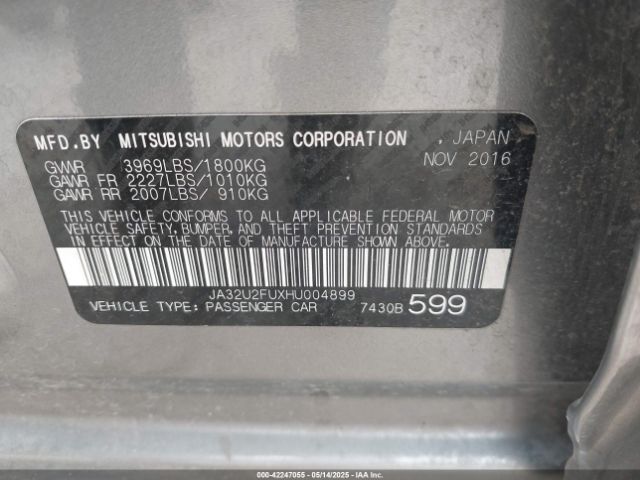 MFD.BY MITSUBISHI MOTORS CORPORATION , JAPAN
GVWR 3969LBS/1800KG NOV 2016
GAWR FR 2227LBS/1010KG
GAWR RR 2007LBS/ 910KG
THIS VEHICLE CONFORMS TO ALL APPLICABLE FEDERAL MOTOR
VEHICLE SAFETY,BUMPER,AND THEFT PREVENTION STANDARDS
IN EFFECT ON THE DATE OF MANUFACTURE SHOWN ABOVE.
JA32U2FUXHU004899
VEHICLE TYPE: PASSENGER CAR 7430B 599
000-42247055 - 05/14/2025 - IAAI.COM